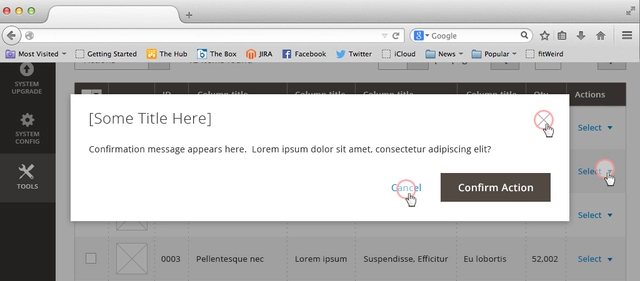 Google
Most Visited
Getting Started
The Hub
The Box
JIRA
Facebook
Twitter
iCloud
News
Popular
fitWeird
SYSTEM
UPGRADE
SYSTEM
CONFIG
TOOLS
ID Column title Column title Column title Column title Qty Actions
Select
[Some Title Here]
Confirmation message appears here. Lorem ipsum dolor sit amet, consectetur adipiscing elit?
Select
Cancel
Confirm Action
Select
0003 Pellentesque nec Lorem ipsum Suspendisse, Efficitur Eu lobortis 52,002 Select